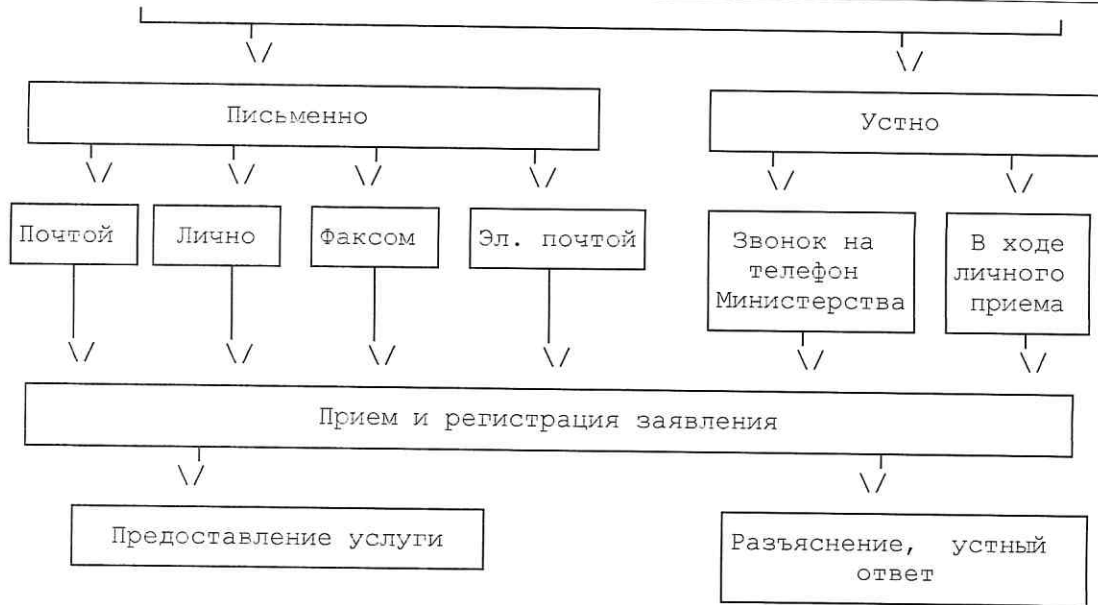 Письменно
Устно
Почтой
Лично
Факсом
Эл. почтой
Звонок на
телефон
Министерства
В ходе
личного
приема
Прием и регистрация заявления
Предоставление услуги
Разъяснение, устный
ответ